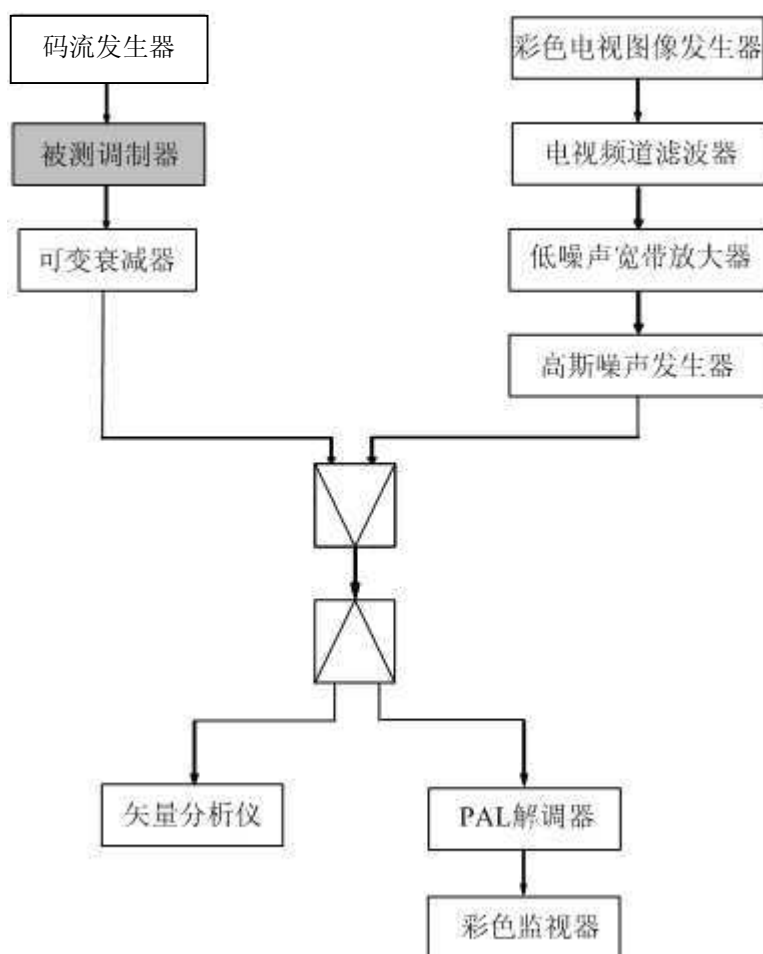 码流发生器
被测调制器
可变衰减器
彩色电视图像发生器
电视频道滤波器
低噪声宽带放大器
高斯噪声发生器
矢量分析仪
PAL解调器
彩色监视器